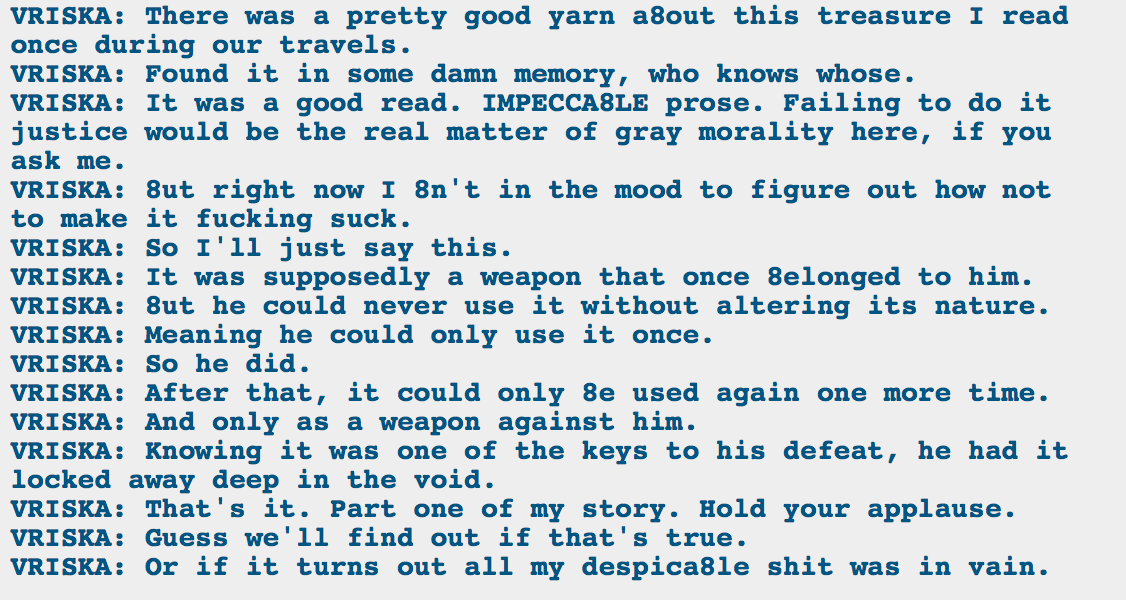 VRISKA: There was a pretty good yarn a8out this treasure I read
once during our travels.
VRISKA: Found it in some damn memory, who knows whose.
VRISKA: It was a good read. IMPECCA8LE prose. Failing to do it
justice would be the real matter of gray morality here, if you
ask me.
VRISKA: 8ut right now I 8n't in the mood to figure out how not
to make it fucking suck.
VRISKA: So I'll just say this.
VRISKA: It was supposedly a weapon that once 8elonged to him.
VRISKA: 8ut he could never use it without altering its nature.
VRISKA: Meaning he could only use it once.
VRISKA: So he did.
VRISKA: After that, it could only 8e used again one more time.
VRISKA: And only as a weapon against him.
VRISKA: Knowing it was one of the keys to his defeat, he had it
locked away deep in the void.
VRISKA: That's it. Part one of my story. Hold your applause.
VRISKA: Guess we'll find out if that's true.
VRISKA: Or if it turns out all my despica8le shit was in vain.